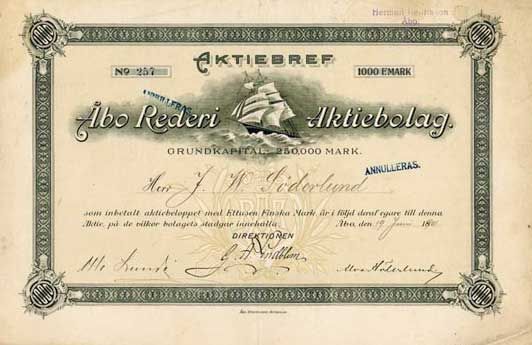 Herman Henriksson
Åbo.
AKTIEBREF
No 257
1000 FMARK
ANNULLERAS.
Åbo Rederi Aktiebolag.
GRUNDKAPITAL: 250,000 MARK.
ANNULLERAS.
Herr J. W. Söderlund
som inbetalt aktiebeloppet med Ettusen Finska Mark är i följd deraf egare till denna
Aktie, på de vilkor bolagets stadgar innehålla. Åbo, den 19 Juni
DIREKTIONEN
G. A. Lindblom
Söderlund